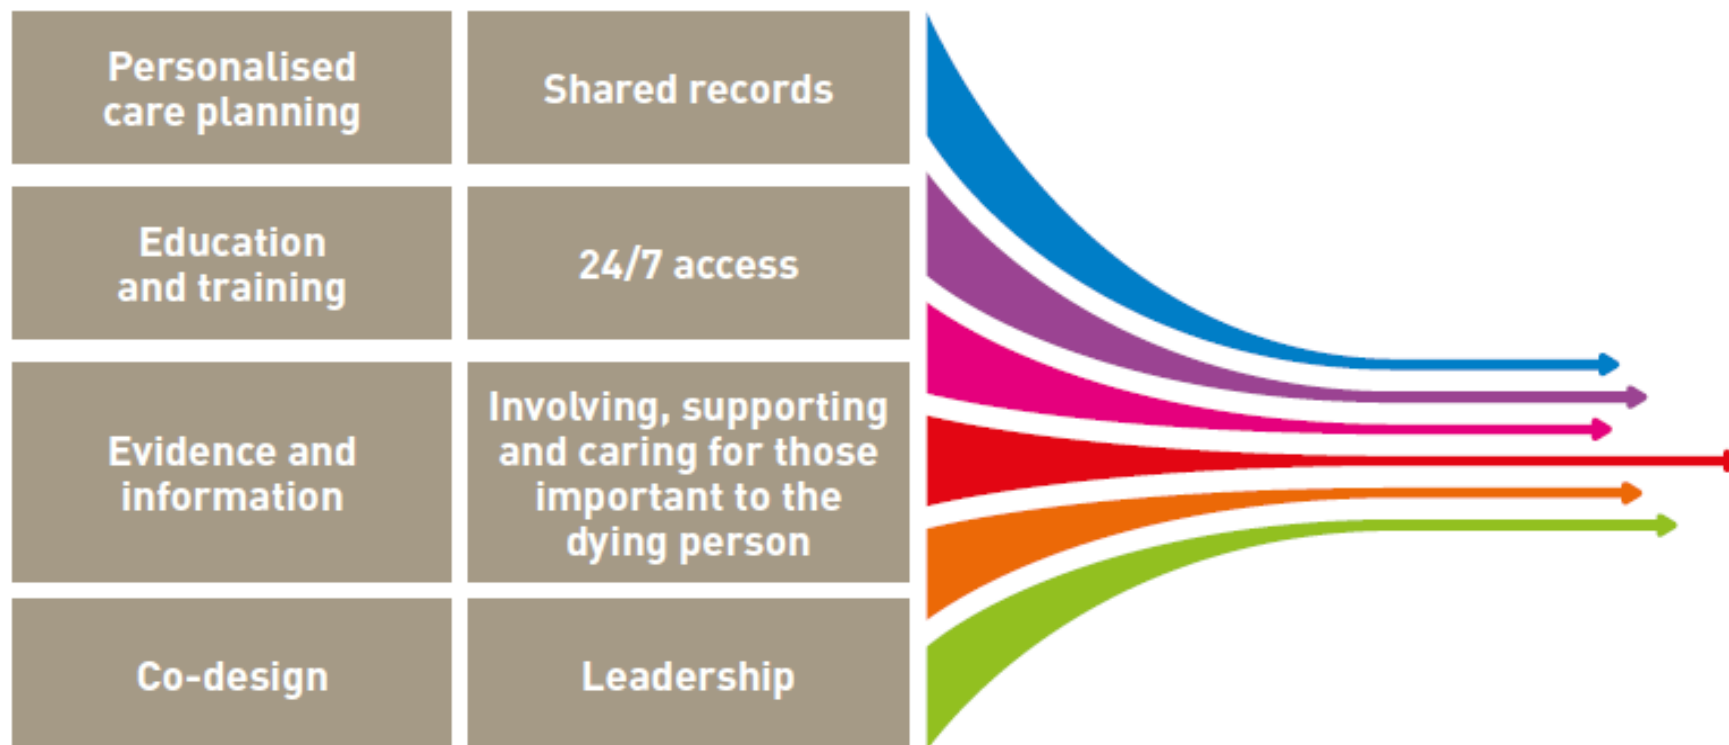 Personalised
care planning
Shared records
Education
and training
24/7 access
Evidence and
information
Involving, supporting
and caring for those
important to the
dying person
Co-design
Leadership